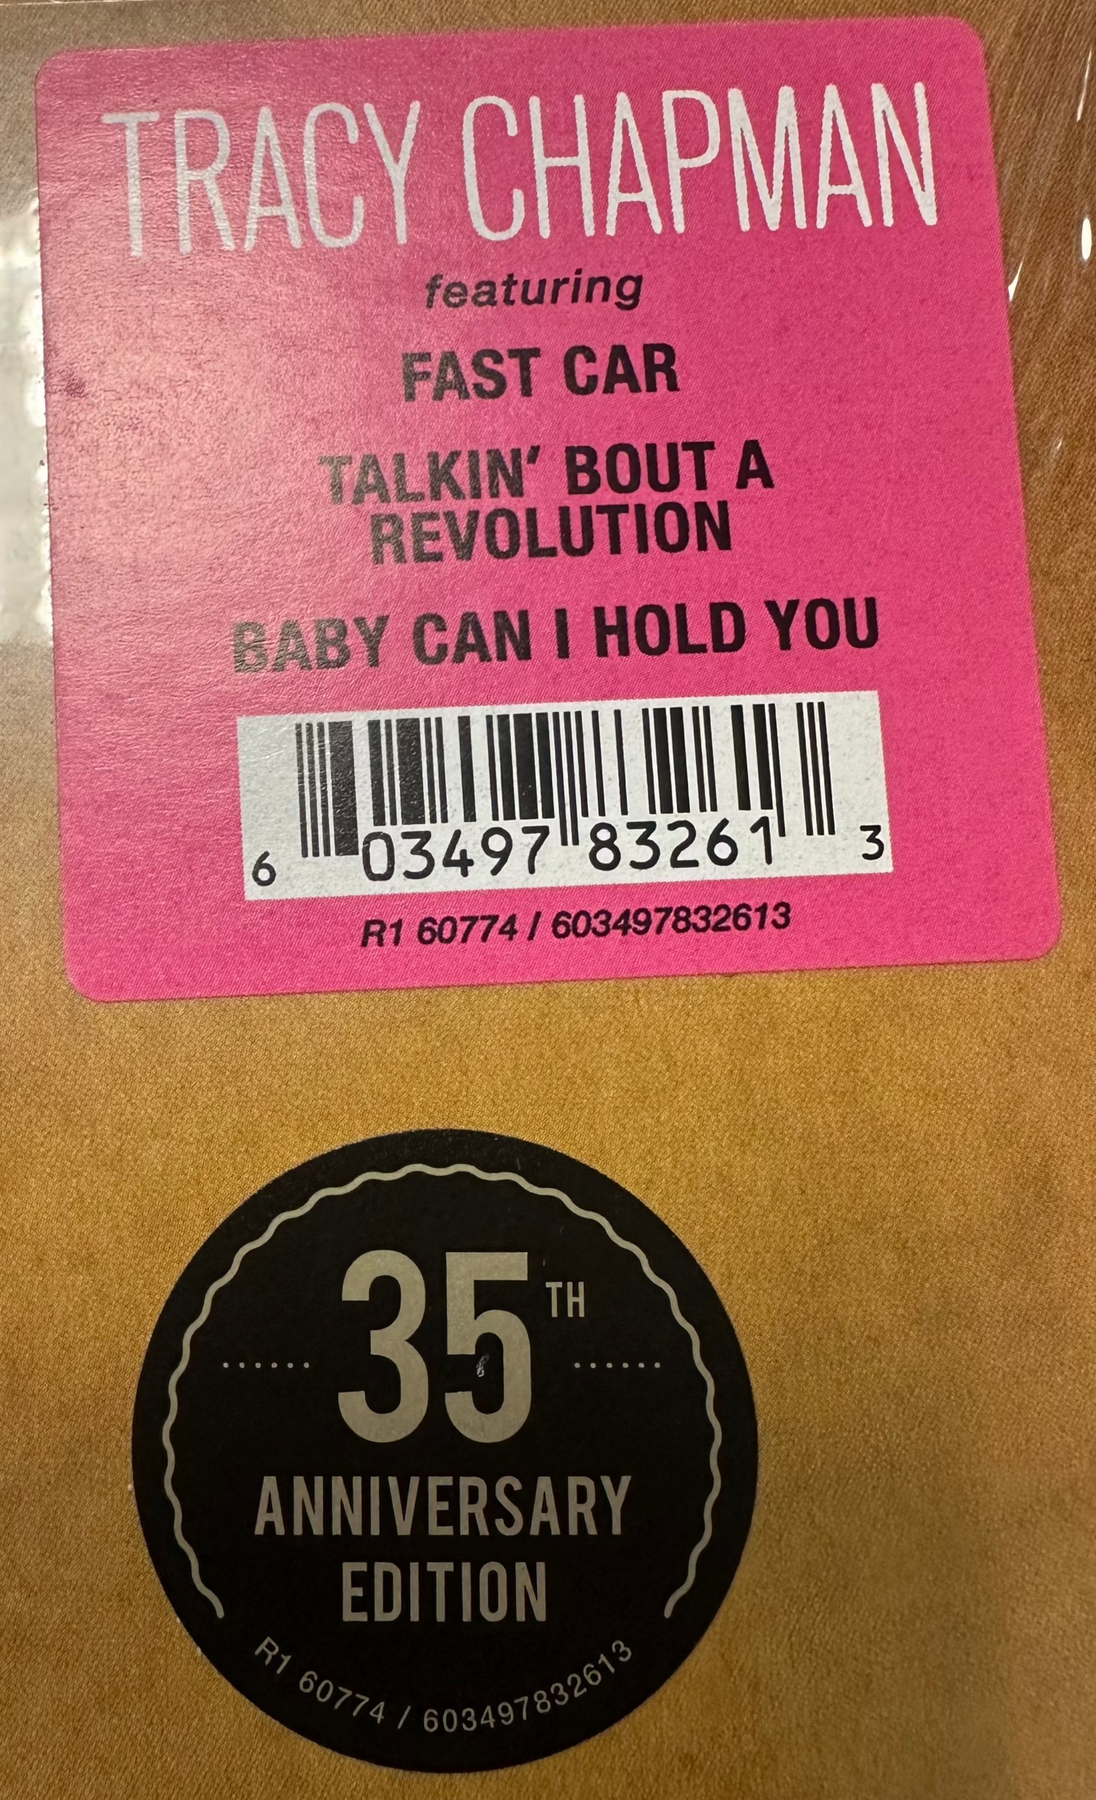 TRACY CHAPMAN
featuring
FAST CAR
TALKIN' BOUT A
REVOLUTION
BABY CAN I HOLD YOU
6 03497 83261 3
R1 60774 / 603497832613
35TH
ANNIVERSARY
EDITION
R1 60774 / 603497832613